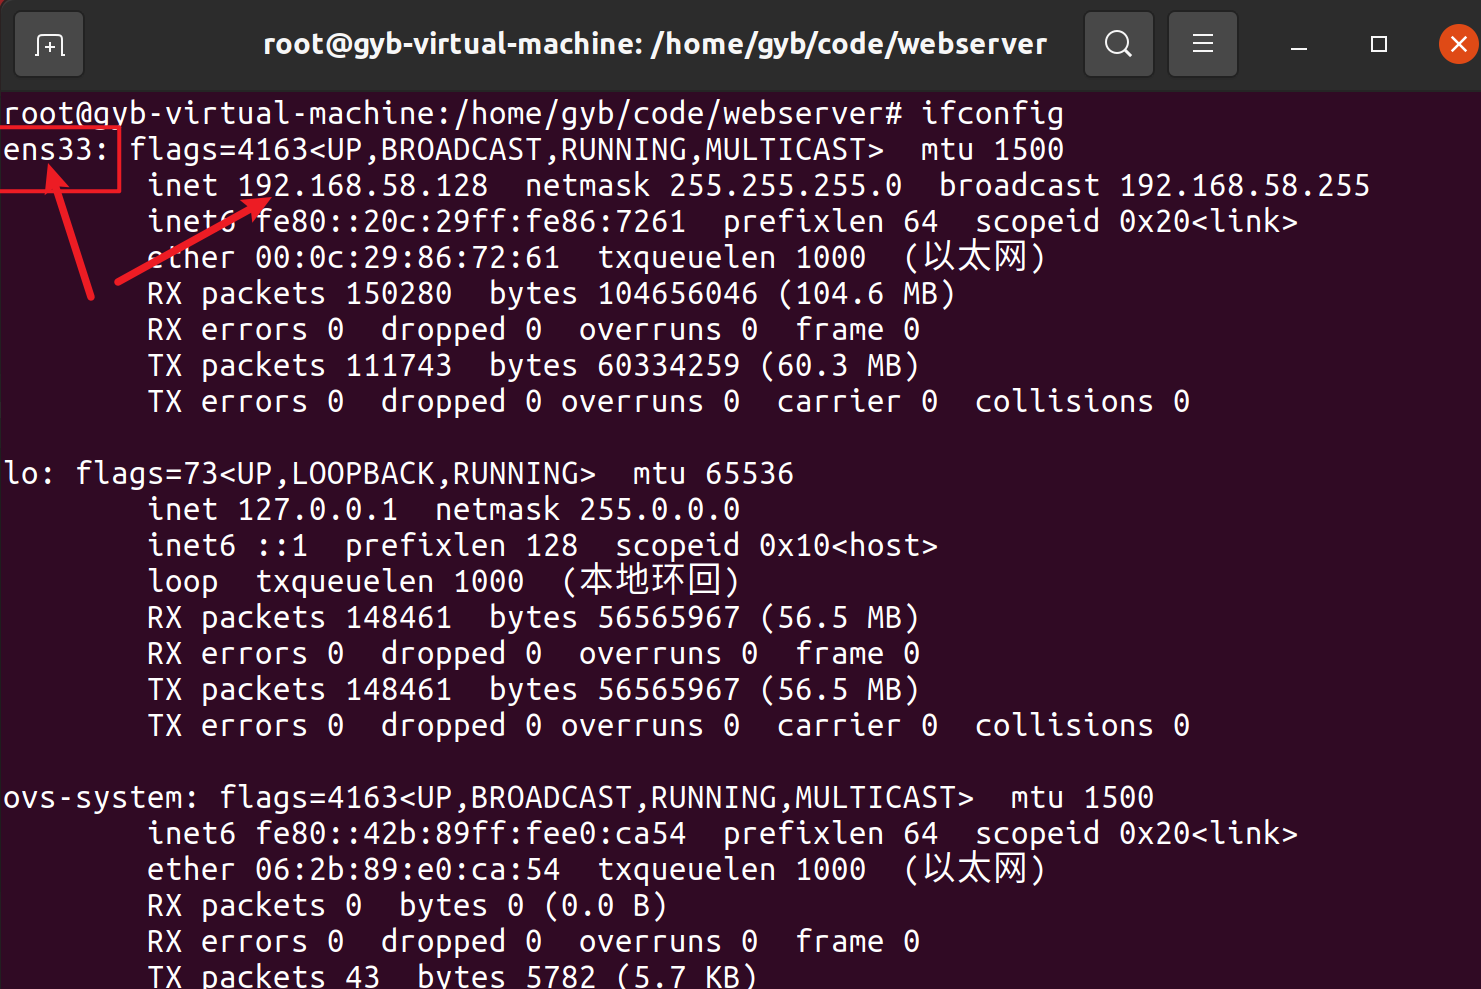 root@gyb-virtual-machine: /home/gyb/code/webserver
root@gyb-virtual-machine:/home/gyb/code/webserver# ifconfig
ens33: flags=4163<UP,BROADCAST,RUNNING,MULTICAST>  mtu 1500
        inet 192.168.58.128  netmask 255.255.255.0  broadcast 192.168.58.255
        inet6 fe80::20c:29ff:fe86:7261  prefixlen 64  scopeid 0x20<link>
        ether 00:0c:29:86:72:61  txqueuelen 1000  (以太网)
        RX packets 150280  bytes 104656046 (104.6 MB)
        RX errors 0  dropped 0  overruns 0  frame 0
        TX packets 111743  bytes 60334259 (60.3 MB)
        TX errors 0  dropped 0 overruns 0  carrier 0  collisions 0
lo: flags=73<UP,LOOPBACK,RUNNING>  mtu 65536
        inet 127.0.0.1  netmask 255.0.0.0
        inet6 ::1  prefixlen 128  scopeid 0x10<host>
        loop  txqueuelen 1000  (本地环回)
        RX packets 148461  bytes 56565967 (56.5 MB)
        RX errors 0  dropped 0  overruns 0  frame 0
        TX packets 148461  bytes 56565967 (56.5 MB)
        TX errors 0  dropped 0 overruns 0  carrier 0  collisions 0
ovs-system: flags=4163<UP,BROADCAST,RUNNING,MULTICAST>  mtu 1500
        inet6 fe80::42b:89ff:fee0:ca54  prefixlen 64  scopeid 0x20<link>
        ether 06:2b:89:e0:ca:54  txqueuelen 1000  (以太网)
        RX packets 0  bytes 0 (0.0 B)
        RX errors 0  dropped 0  overruns 0  frame 0
        TX packets 43  bytes 5782 (5.7 KB)